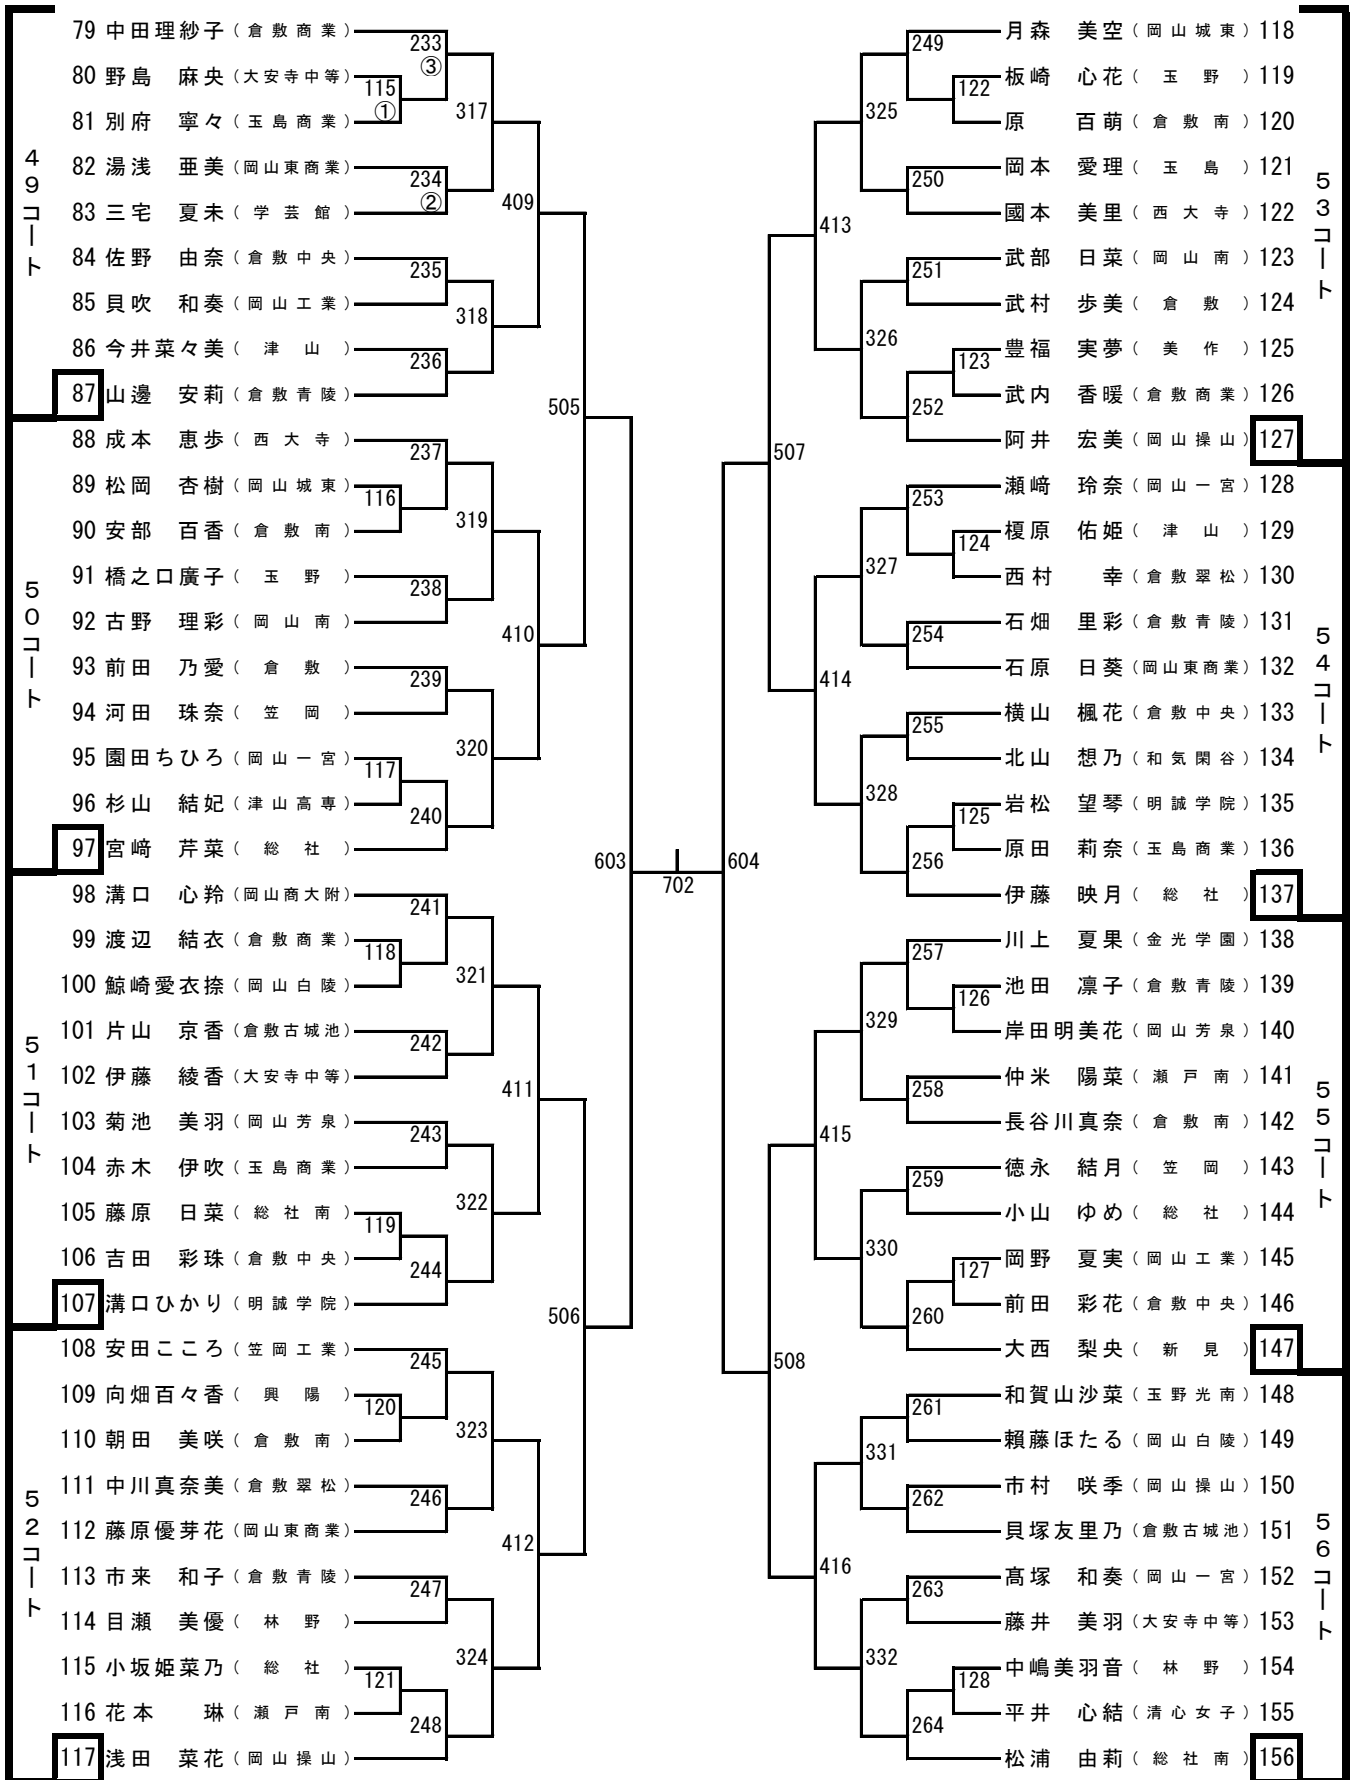 49コート
79 中田理紗子（倉敷商業）
80 野島 麻央（大安寺中等）
81 別府 寧々（玉島商業）
82 湯浅 亜美（岡山東商業）
83 三宅 夏未（学芸館）
84 佐野 由奈（倉敷中央）
85 貝吹 和奏（岡山工業）
86 今井菜々美（津山）
87 山邊 安莉（倉敷青陵）
50コート
88 成本 恵歩（西大寺）
89 松岡 杏樹（岡山城東）
90 安部 百香（倉敷南）
91 橋之口廣子（玉野）
92 古野 理彩（岡山南）
93 前田 乃愛（倉敷）
94 河田 珠奈（笠岡）
95 園田ちひろ（岡山一宮）
96 杉山 結妃（津山高専）
97 宮﨑 芹菜（総社）
51コート
98 溝口 心羚（岡山商大附）
99 渡辺 結衣（倉敷商業）
100 鯨崎愛衣捺（岡山白陵）
101 片山 京香（倉敷古城池）
102 伊藤 綾香（大安寺中等）
103 菊池 美羽（岡山芳泉）
104 赤木 伊吹（玉島商業）
105 藤原 日菜（総社南）
106 吉田 彩珠（倉敷中央）
107 溝口ひかり（明誠学院）
52コート
108 安田こころ（笠岡工業）
109 向畑百々香（興陽）
110 朝田 美咲（倉敷南）
111 中川真奈美（倉敷翠松）
112 藤原優芽花（岡山東商業）
113 市来 和子（倉敷青陵）
114 目瀬 美優（林野）
115 小坂姫菜乃（総社）
116 花本 琳（瀬戸南）
117 浅田 菜花（岡山操山）
115
①
116
117
118
119
120
121
233
③
234
②
235
236
237
238
239
240
241
242
243
244
245
246
247
248
317
318
319
320
321
322
323
324
409
410
411
412
505
506
603
702
604
507
508
413
414
415
416
325
326
327
328
329
330
331
332
249
250
251
252
253
254
255
256
257
258
259
260
261
262
263
264
122
123
124
125
126
127
128
月森 美空（岡山城東）118
板崎 心花（玉野）119
原 百萌（倉敷南）120
岡本 愛理（玉島）121
國本 美里（西大寺）122
武部 日菜（岡山南）123
武村 歩美（倉敷）124
豊福 実夢（美作）125
武内 香暖（倉敷商業）126
阿井 宏美（岡山操山）127
53コート
瀬﨑 玲奈（岡山一宮）128
榎原 佑姫（津山）129
西村 幸（倉敷翠松）130
石畑 里彩（倉敷青陵）131
石原 日葵（岡山東商業）132
横山 楓花（倉敷中央）133
北山 想乃（和気閑谷）134
岩松 望琴（明誠学院）135
原田 莉奈（玉島商業）136
伊藤 映月（総社）137
54コート
川上 夏果（金光学園）138
池田 凛子（倉敷青陵）139
岸田明美花（岡山芳泉）140
仲米 陽菜（瀬戸南）141
長谷川真奈（倉敷南）142
徳永 結月（笠岡）143
小山 ゆめ（総社）144
岡野 夏実（岡山工業）145
前田 彩花（倉敷中央）146
大西 梨央（新見）147
55コート
和賀山沙菜（玉野光南）148
賴藤ほたる（岡山白陵）149
市村 咲季（岡山操山）150
貝塚友里乃（倉敷古城池）151
髙塚 和奏（岡山一宮）152
藤井 美羽（大安寺中等）153
中嶋美羽音（林野）154
平井 心結（清心女子）155
松浦 由莉（総社南）156
56コート